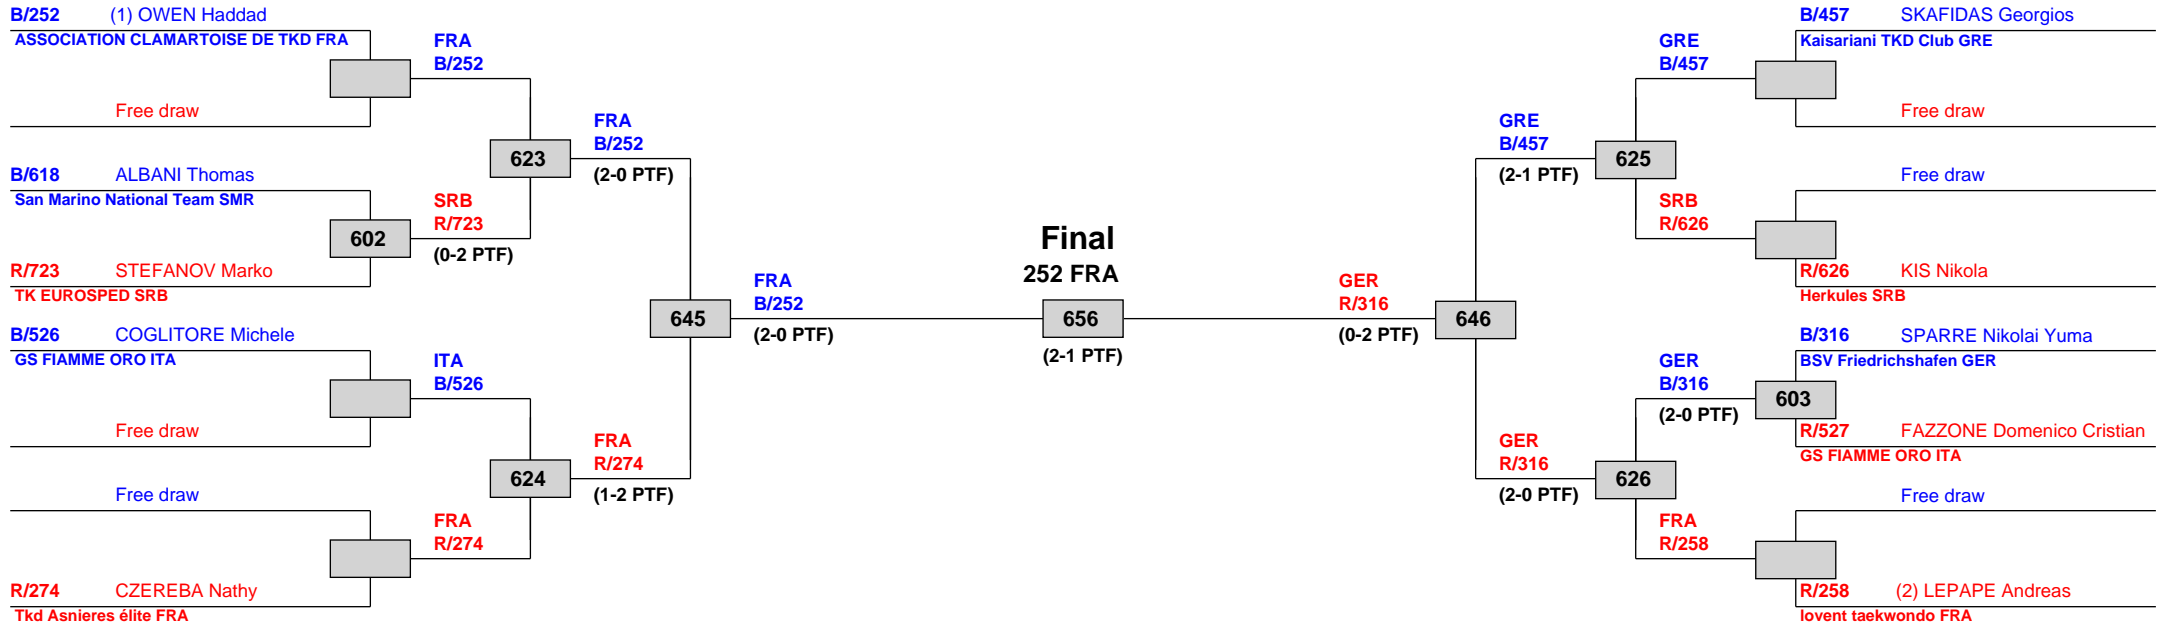 B/252 (1) OWEN Haddad
ASSOCIATION CLAMARTOISE DE TKD FRA
Free draw
FRA
B/252
B/618 ALBANI Thomas
San Marino National Team SMR
602
R/723 STEFANOV Marko
TK EUROSPED SRB
SRB
R/723
(0-2 PTF)
623
FRA
B/252
(2-0 PTF)
B/526 COGLITORE Michele
GS FIAMME ORO ITA
Free draw
ITA
B/526
Free draw
R/274 CZEREBA Nathy
Tkd Asnieres élite FRA
FRA
R/274
624
FRA
R/274
(1-2 PTF)
645
FRA
B/252
(2-0 PTF)
Final
252 FRA
656
(2-1 PTF)
GER
R/316
(0-2 PTF)
646
GRE
B/457
(2-1 PTF)
625
GRE
B/457
B/457 SKAFIDAS Georgios
Kaisariani TKD Club GRE
Free draw
SRB
R/626
Free draw
R/626 KIS Nikola
Herkules SRB
GER
R/316
(2-0 PTF)
626
GER
B/316
(2-0 PTF)
603
B/316 SPARRE Nikolai Yuma
BSV Friedrichshafen GER
R/527 FAZZONE Domenico Cristian
GS FIAMME ORO ITA
FRA
R/258
Free draw
R/258 (2) LEPAPE Andreas
lovent taekwondo FRA